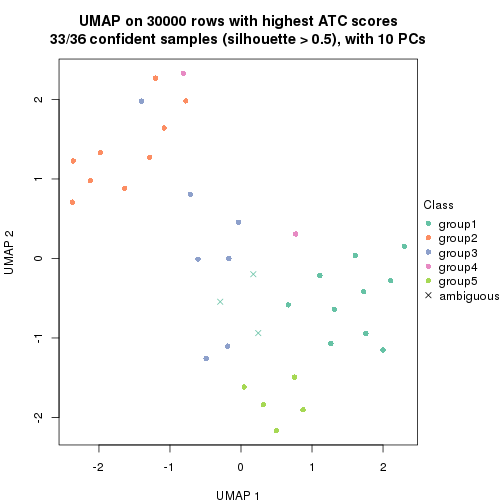 UMAP on 30000 rows with highest ATC scores
33/36 confident samples (silhouette > 0.5), with 10 PCs
2
1
0
-1
-2
UMAP 2
-2
-1
0
1
2
UMAP 1
Class
group1
group2
group3
group4
group5
ambiguous